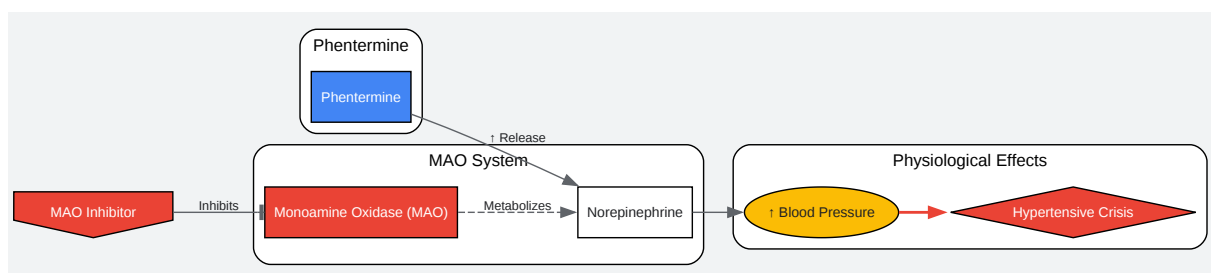 Phentermine
Phentermine
↑ Release
MAO System
Physiological Effects
MAO Inhibitor
Inhibits
Monoamine Oxidase (MAO)
Metabolizes
Norepinephrine
↑ Blood Pressure
Hypertensive Crisis